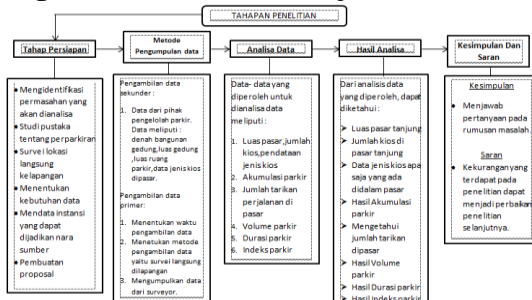 TAHAPAN PENELITIAN
Tahap Persiapan
Mengidentifikasi
permasahan yang
akan dianalisa
Studi pustaka
tentang perparkiran
Survei lokasi
langsung
kelapangan
Menentukan
kebutuhan data
Mendata instansi
yang dapat
dijadikan nara
sumber
Pembuatan
proposal
Metode
Pengumpulan data
Pengambilan data
sekunder :
1. Data dari pihak
pengelolah parkir.
Data meliputi :
denah bangunan
gedung,luas gedung
,luas ruang
parkir,data jenis kios
dipasar.
Pengambilan data
primer:
1. Menentukan waktu
pengambilan data
2. Menetukan metode
pengambilan data
yaitu survei langsung
dilapangan
3. Mengumpulkan data
dari surveyor.
Analisa Data
Data- data yang
diperoleh untuk
dianalisa data
meliputi :
1. Luas pasar,jumlah
kios,pendataan
jenis kios
2. Akumulasi parkir
3. Jumlah tarikan
perjalanan di
pasar
4. Volume parkir
5. Durasi parkir
6. Indeks parkir
Hasil Analisa
Dari analisis data
yang diperoleh, dapat
diketahui :
Luas pasar tanjung
Jumlah kios di
pasar tanjung
Data jenis kios apa
saja yang ada
didalam pasar
Hasil Akumulasi
parkir
Mengetahui
jumlah tarikan
dipasar
Hasil Volume
parkir
Hasil Durasi parkir
Hasil Indeks parkir
Kesimpulan Dan
Saran
Kesimpulan
Menjawab
pertanyaan pada
rumusan masalah.
Saran
Kekurangan yang
terdapat pada
penelitian dapat
menjadi perbaikan
penelitian
selanjutnya.